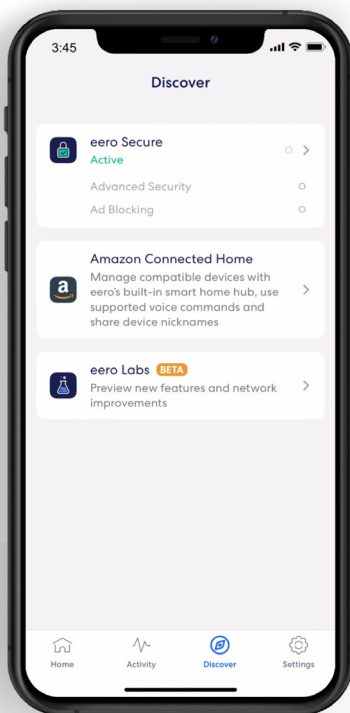 3:45
Discover
eero Secure
Active
Advanced Security
Ad Blocking
Amazon Connected Home
Manage compatible devices with
eero's built-in smart home hub, use
supported voice commands and
share device nicknames
eero Labs BETA
Preview new features and network
improvements
Home Activity Discover Settings